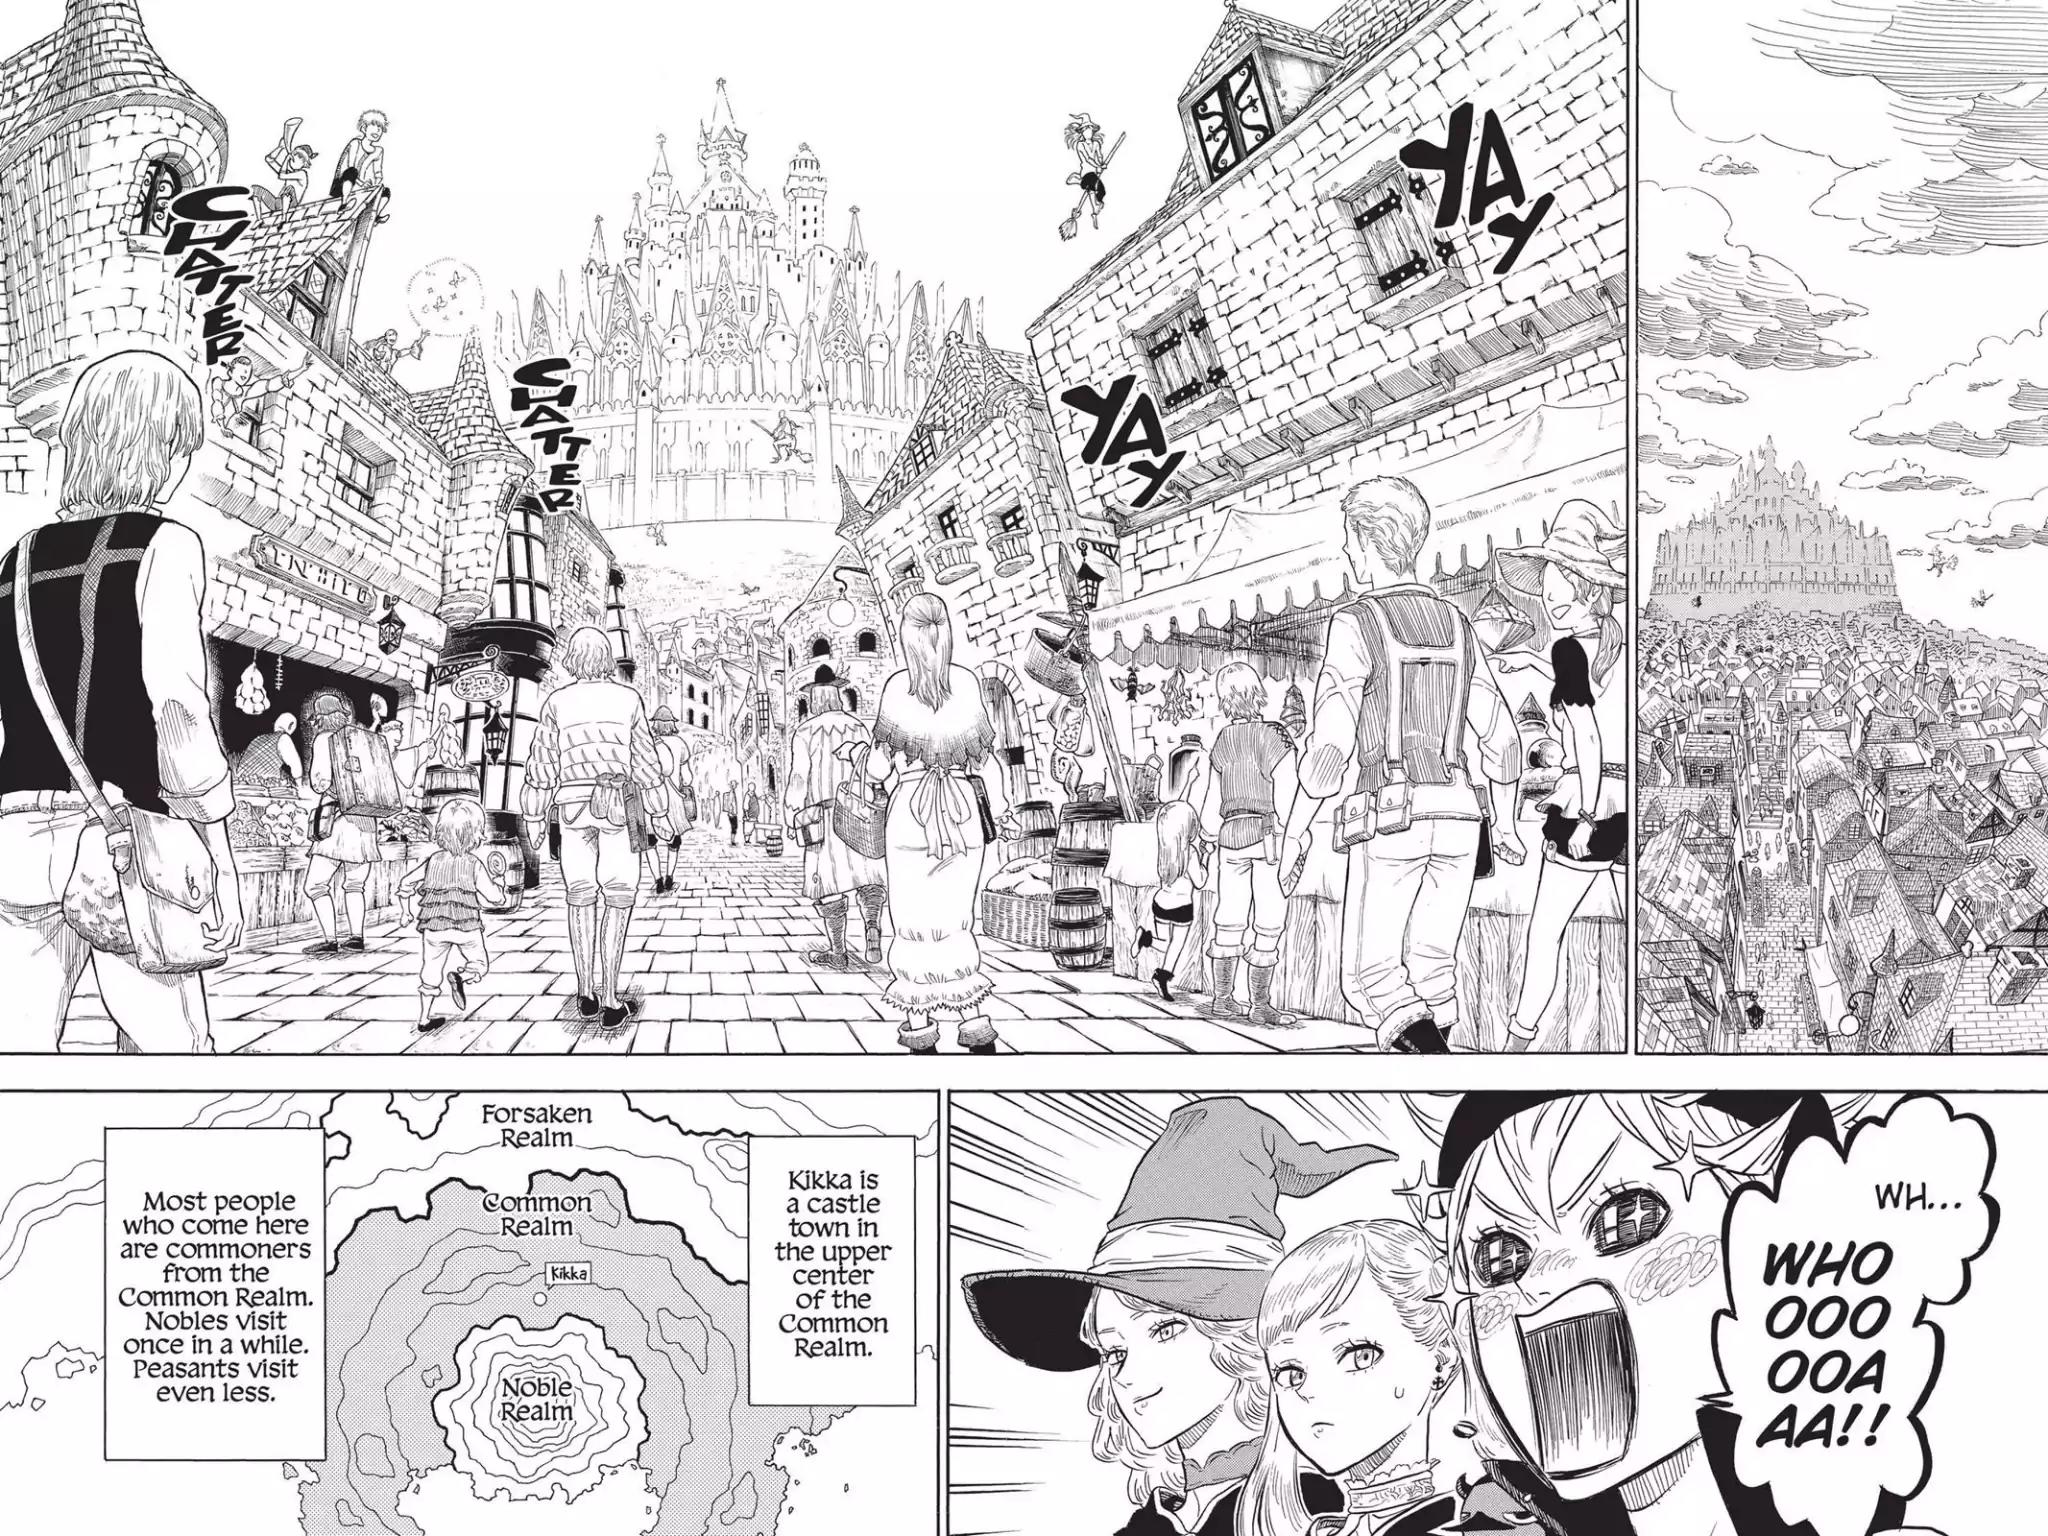 YAY
YAY
CHATTER
CHATTER
WH...
WHO
OOO
OOA
AA!!
Kikka is
a castle
town in
the upper
center
of the
Common
Realm.
Forsaken
Realm
Common
Realm
Kikka
Noble
Realm
Most people
who come here
are commoners
from the
Common Realm.
Nobles visit
once in a while.
Peasants visit
even less.